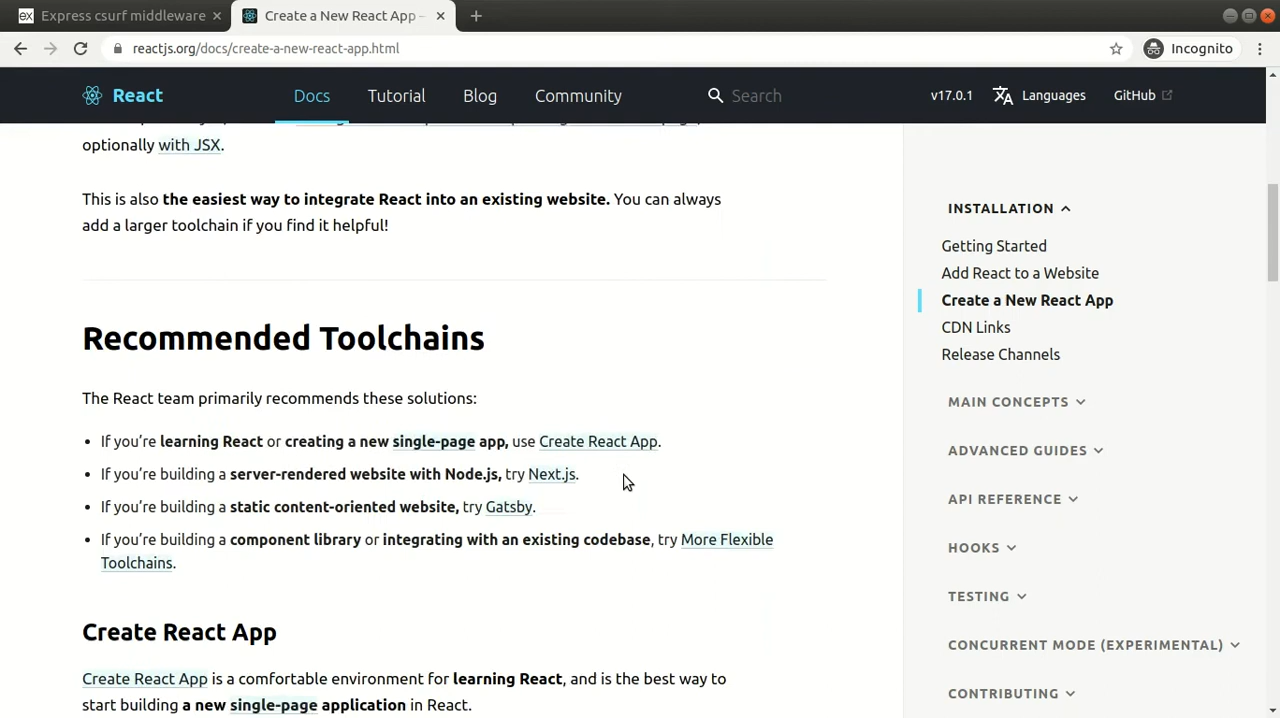 Express csurf middleware
Create a New React App –
reactjs.org/docs/create-a-new-react-app.html
Incognito
React
Docs
Tutorial
Blog
Community
Search
v17.0.1
Languages
GitHub
optionally with JSX.
This is also the easiest way to integrate React into an existing website. You can always
add a larger toolchain if you find it helpful!
Recommended Toolchains
The React team primarily recommends these solutions:
• If you’re learning React or creating a new single-page app, use Create React App.
• If you’re building a server-rendered website with Node.js, try Next.js.
• If you’re building a static content-oriented website, try Gatsby.
• If you’re building a component library or integrating with an existing codebase, try More Flexible
Toolchains.
Create React App
Create React App is a comfortable environment for learning React, and is the best way to
start building a new single-page application in React.
INSTALLATION
Getting Started
Add React to a Website
Create a New React App
CDN Links
Release Channels
MAIN CONCEPTS
ADVANCED GUIDES
API REFERENCE
HOOKS
TESTING
CONCURRENT MODE (EXPERIMENTAL)
CONTRIBUTING